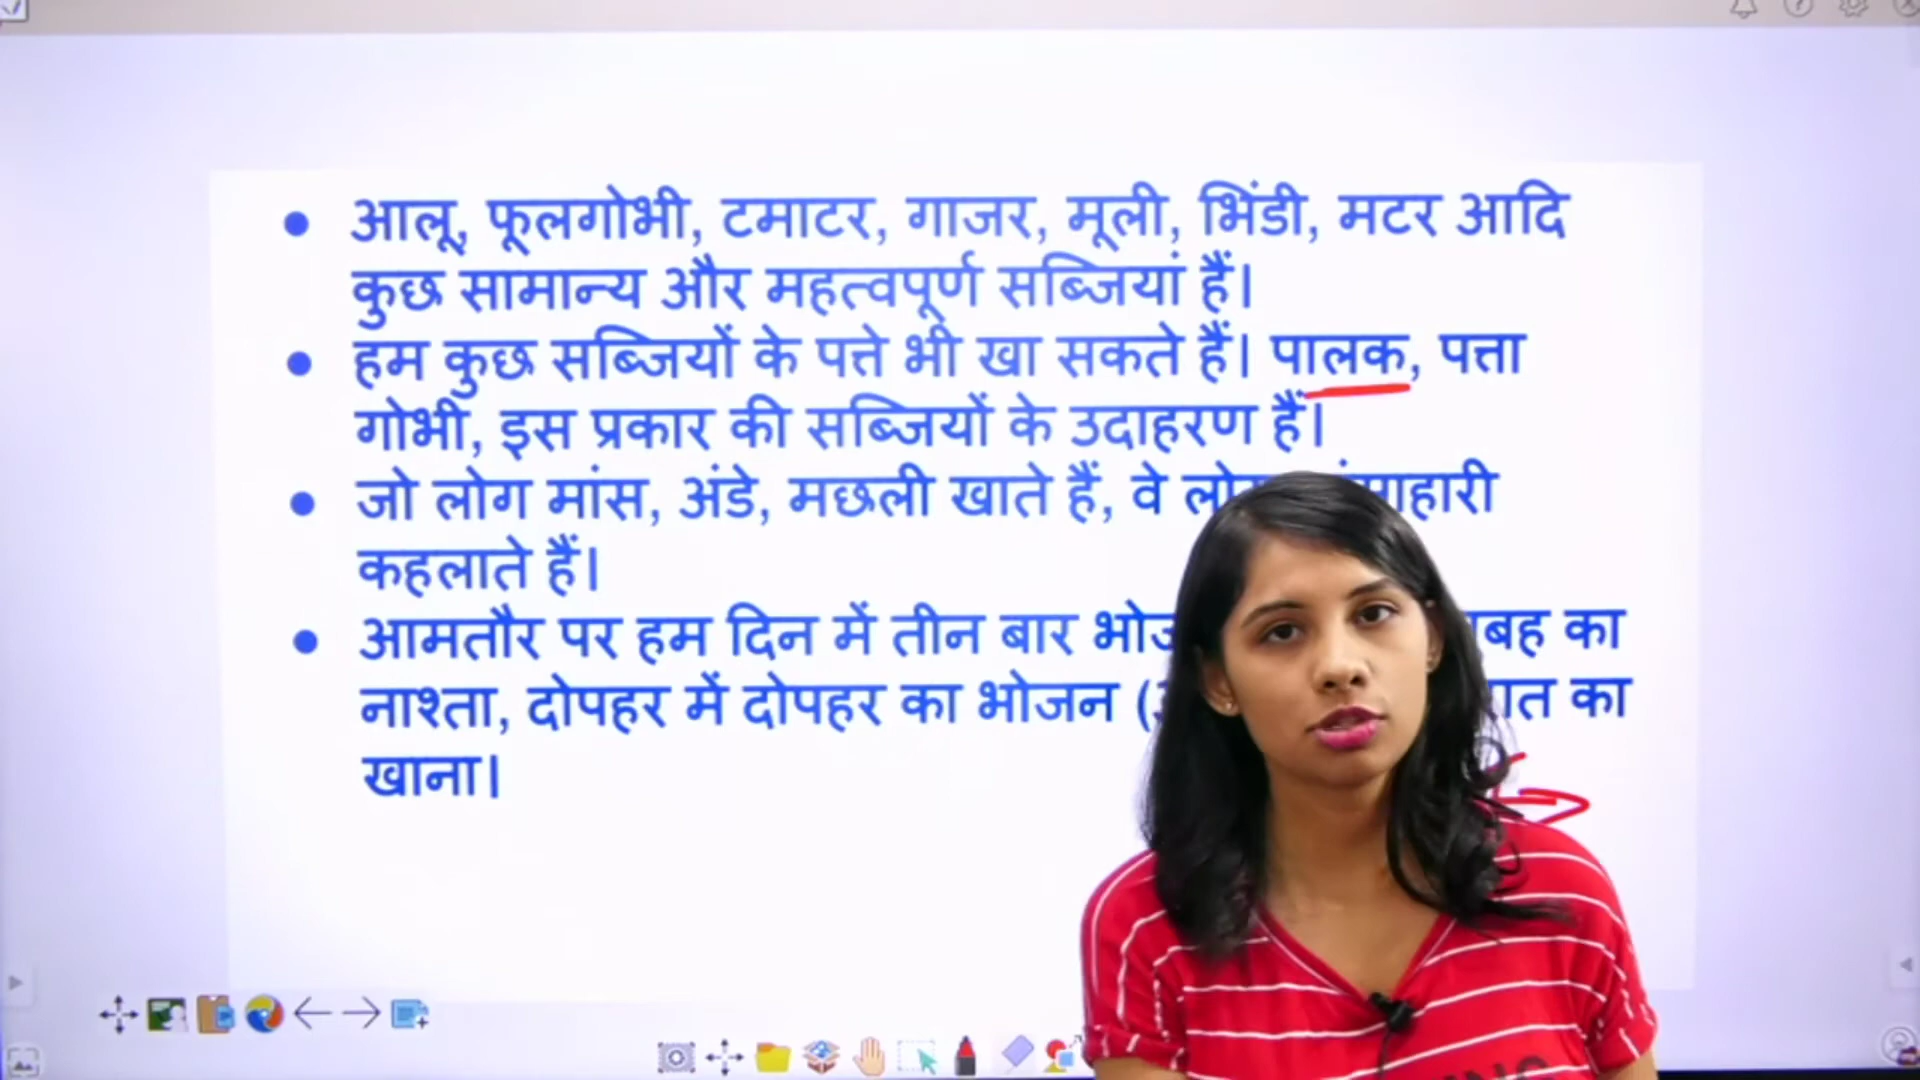 आलू, फूलगोभी, टमाटर, गाजर, मूली, भिंडी, मटर आदि
कुछ सामान्य और महत्वपूर्ण सब्जियां हैं।
हम कुछ सब्जियों के पत्ते भी खा सकते हैं। पालक, पत्ता
गोभी, इस प्रकार की सब्जियों के उदाहरण हैं।
जो लोग मांस, अंडे, मछली खाते हैं, वे
कहलाते हैं।
आमतौर पर हम दिन में तीन बार का
नाश्ता, दोपहर में दोपहर का भोजन ( का
खाना।